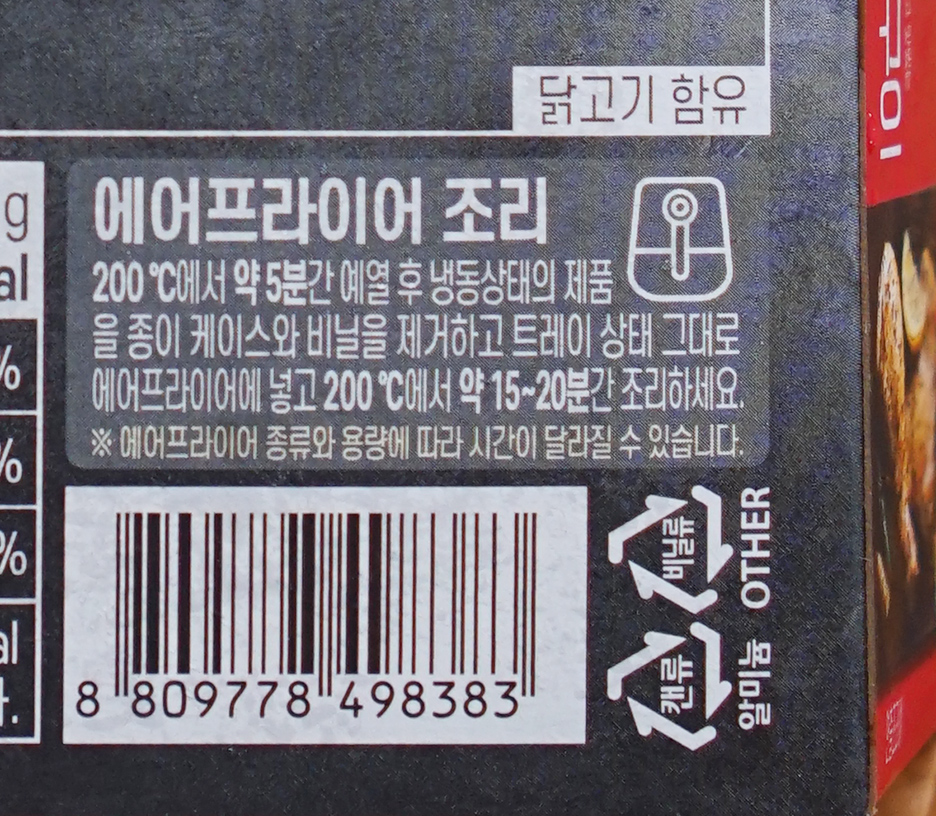 닭고기 함유
구이
g
al
%
%
%
al
다.
에어프라이어 조리
200 ℃에서 약 5분간 예열 후 냉동상태의 제품
을 종이 케이스와 비닐을 제거하고 트레이 상태 그대로
에어프라이어에 넣고 200 ℃에서 약 15~20분간 조리하세요.
※ 에어프라이어 종류와 용량에 따라 시간이 달라질 수 있습니다.
8 809778 498383
비닐류
OTHER
캔류
알미늄